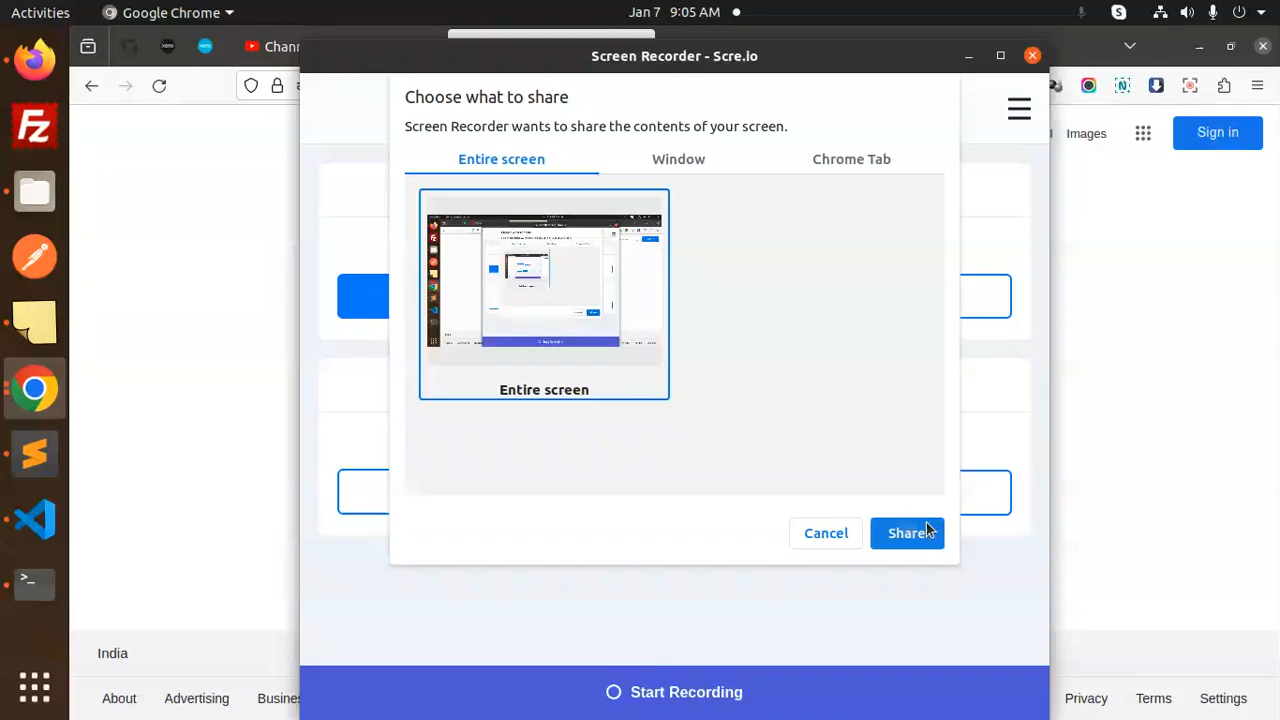 Activities
Google Chrome
Jan 7 9:05 AM
Chann
Screen Recorder - Scre.io
Choose what to share
Screen Recorder wants to share the contents of your screen.
Entire screen
Window
Chrome Tab
Images
Sign in
Entire screen
Cancel
Share
India
About
Advertising
Busine
Start Recording
Privacy
Terms
Settings